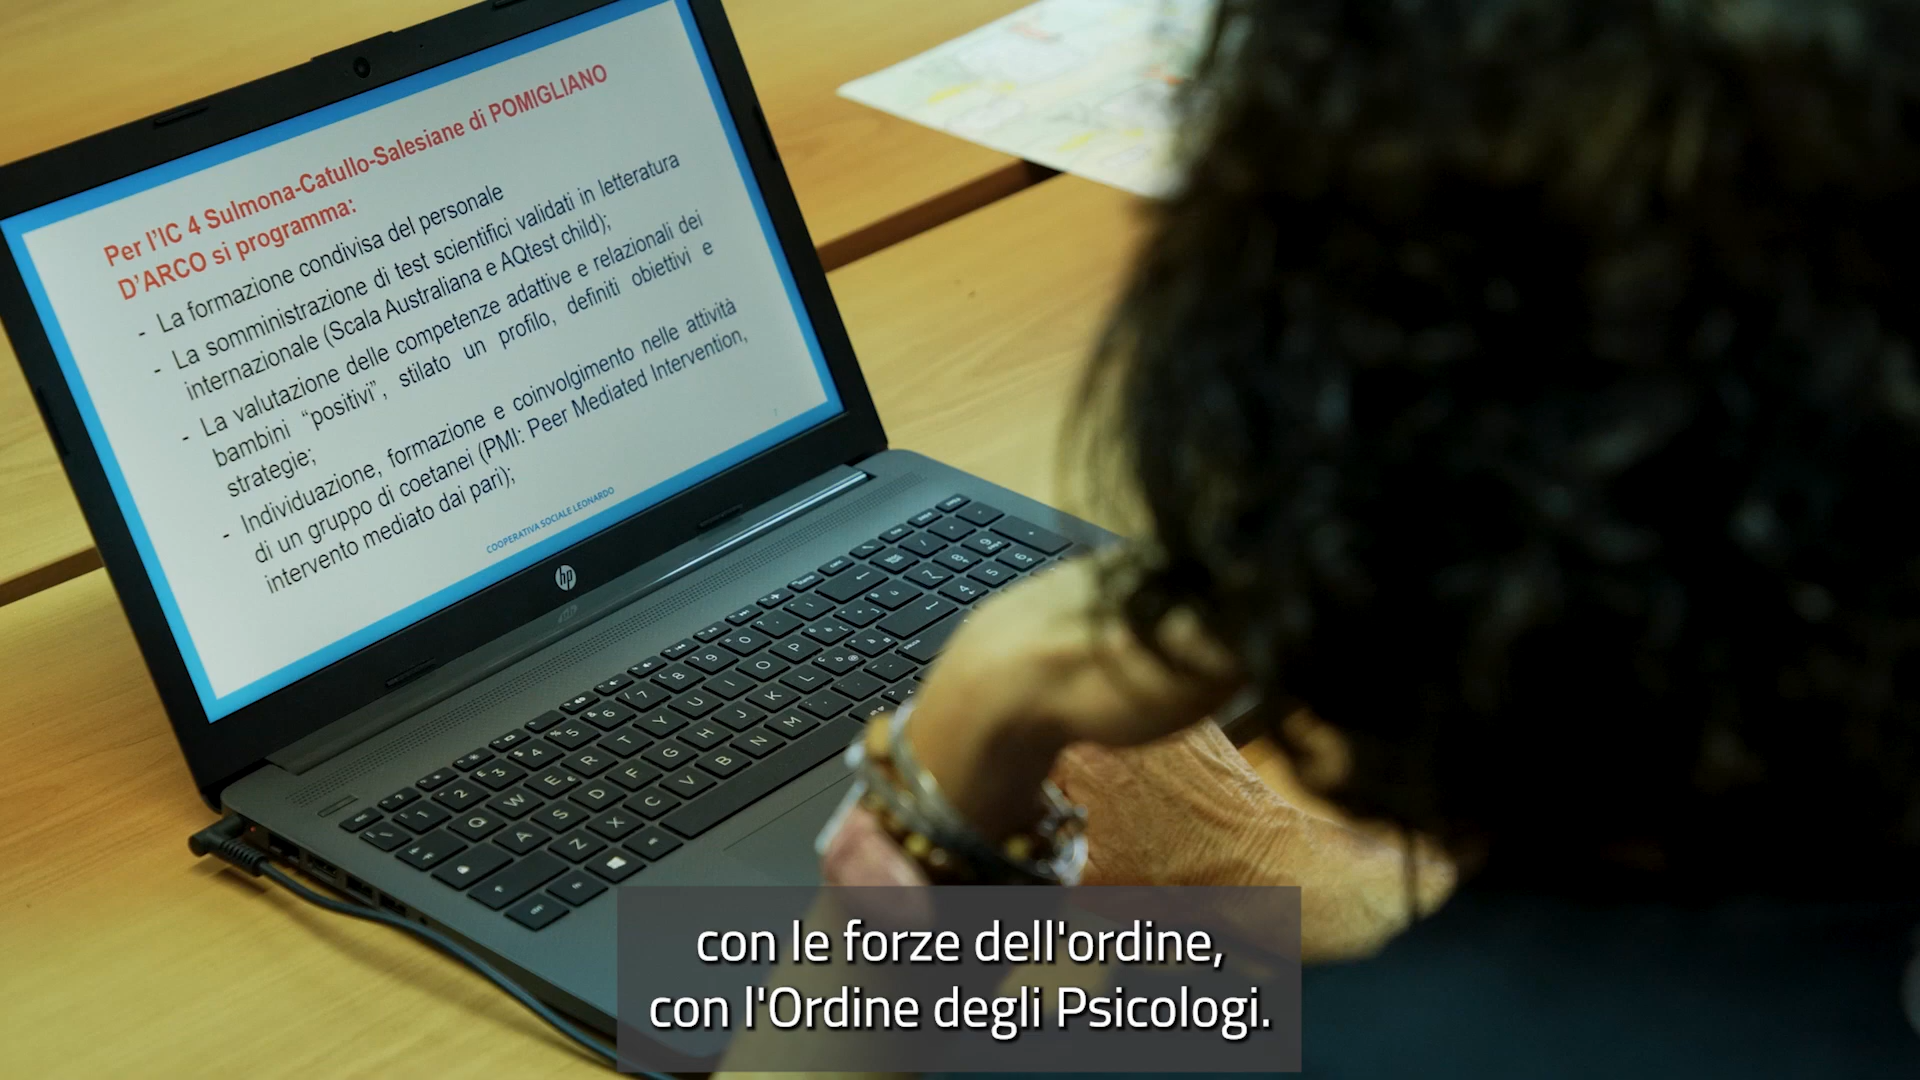 Per l'IC 4 Sulmona-Catullo-Salesiane di POMIGLIANO
D'ARCO si programma:
- La formazione condivisa del personale
- La somministrazione di test scientifici validati in letteratura
internazionale (Scala Australiana e AQtest child);
- La valutazione delle competenze adattive e relazionali dei
bambini “positivi”, stilato un profilo, definiti obiettivi e
strategie;
- Individuazione, formazione e coinvolgimento nelle attività
di un gruppo di coetanei (PMI: Peer Mediated Intervention,
intervento mediato dai pari);
COOPERATIVA SOCIALE LEONARDO
hp
con le forze dell'ordine,
con l'Ordine degli Psicologi.